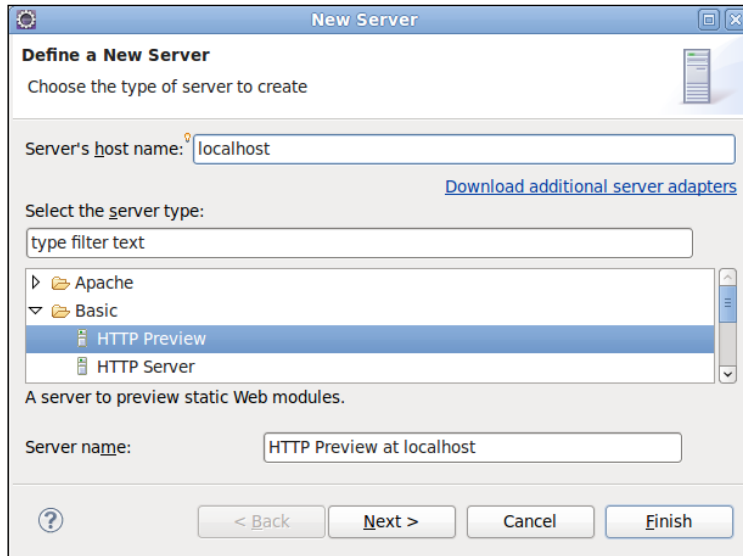 New Server
Define a New Server
Choose the type of server to create
Server's host name: localhost
Download additional server adapters
Select the server type:
type filter text
Apache
Basic
HTTP Preview
HTTP Server
A server to preview static Web modules.
Server name: HTTP Preview at localhost
? < Back Next > Cancel Finish